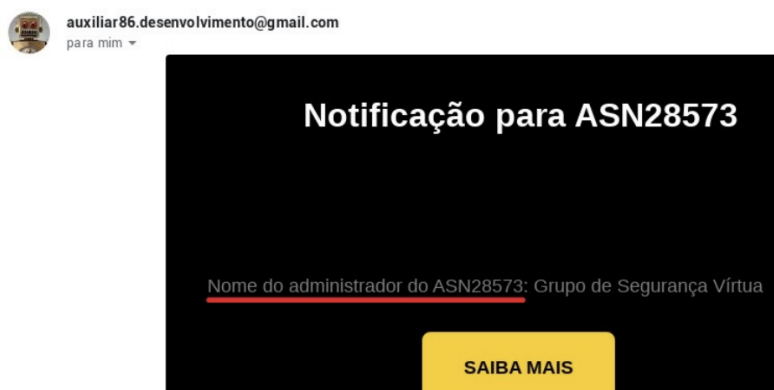 auxiliar86.desenvolvimento@gmail.com
para mim
Notificação para ASN28573
Nome do administrador do ASN28573: Grupo de Segurança Vírtua
SAIBA MAIS